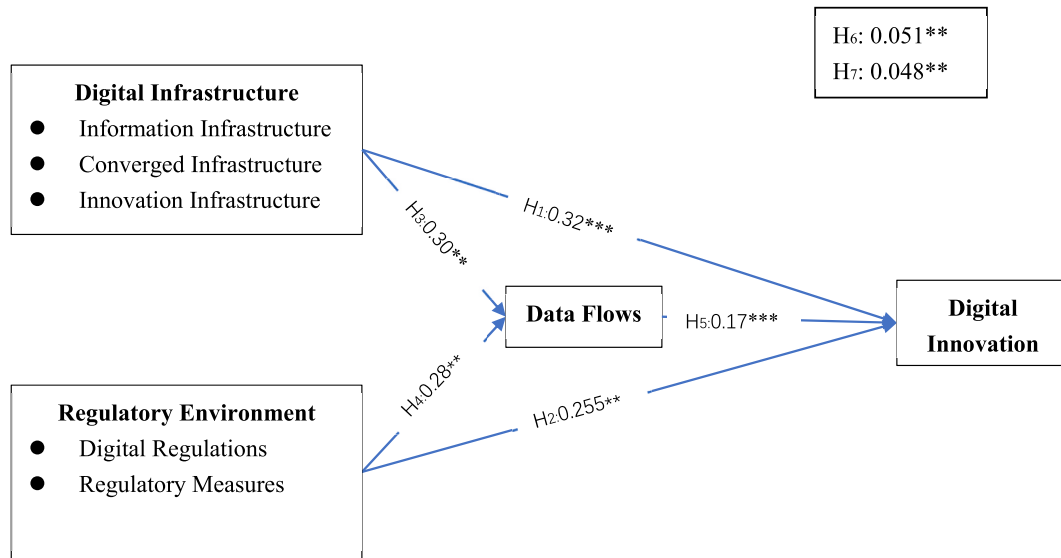 H₆: 0.051**
H₇: 0.048**
Digital Infrastructure
● Information Infrastructure
● Converged Infrastructure
● Innovation Infrastructure
H₁:0.32***
H₃:0.30**
Data Flows
H₅:0.17***
Digital
Innovation
H₄:0.28**
H₂:0.255**
Regulatory Environment
● Digital Regulations
● Regulatory Measures